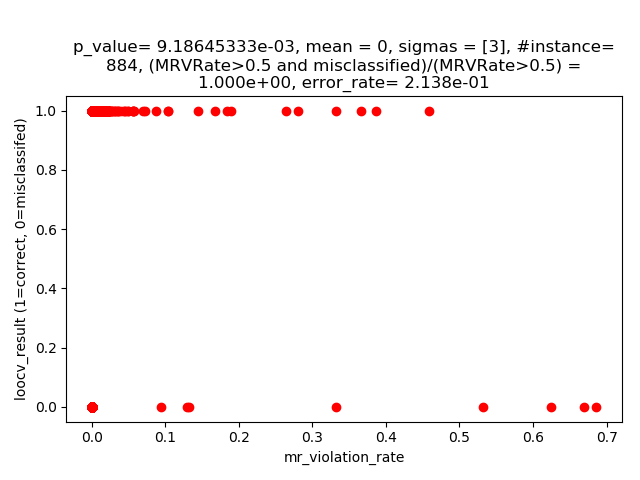 p_value= 9.18645333e-03, mean = 0, sigmas = [3], #instance=
884, (MRVRate>0.5 and misclassified)/(MRVRate>0.5) =
1.000e+00, error_rate= 2.138e-01
loocv_result (1=correct, 0=misclassifed)
1.0
0.8
0.6
0.4
0.2
0.0
0.0 0.1 0.2 0.3 0.4 0.5 0.6 0.7
mr_violation_rate